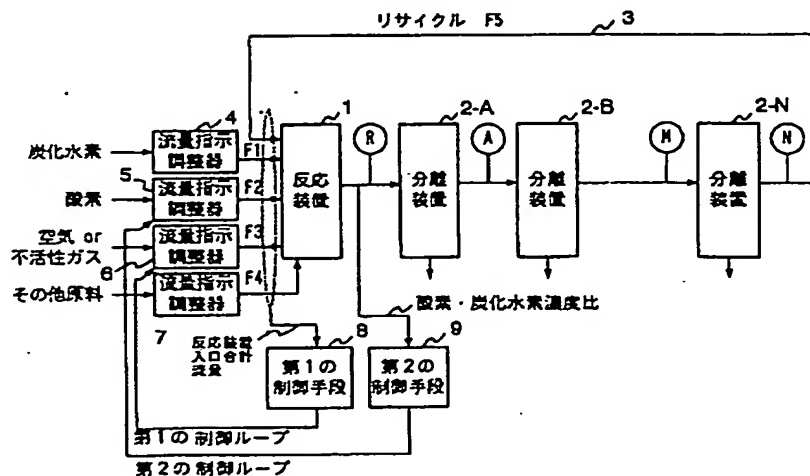 リサイクル F5
3
4
1
2-A
2-B
2-N
炭化水素
流量指示
調整器
F1
反応
装置
R
分離
装置
A
分離
装置
M
分離
装置
N
5
酸素
流量指示
調整器
F2
空気 or
不活性ガス
流量指示
調整器
F3
6
その他原料
流量指示
調整器
F4
7
酸素・炭化水素濃度比
反応装置
入口合計
流量
8
9
第1の
制御手段
第2の
制御手段
第1の制御ループ
第2の制御ループ